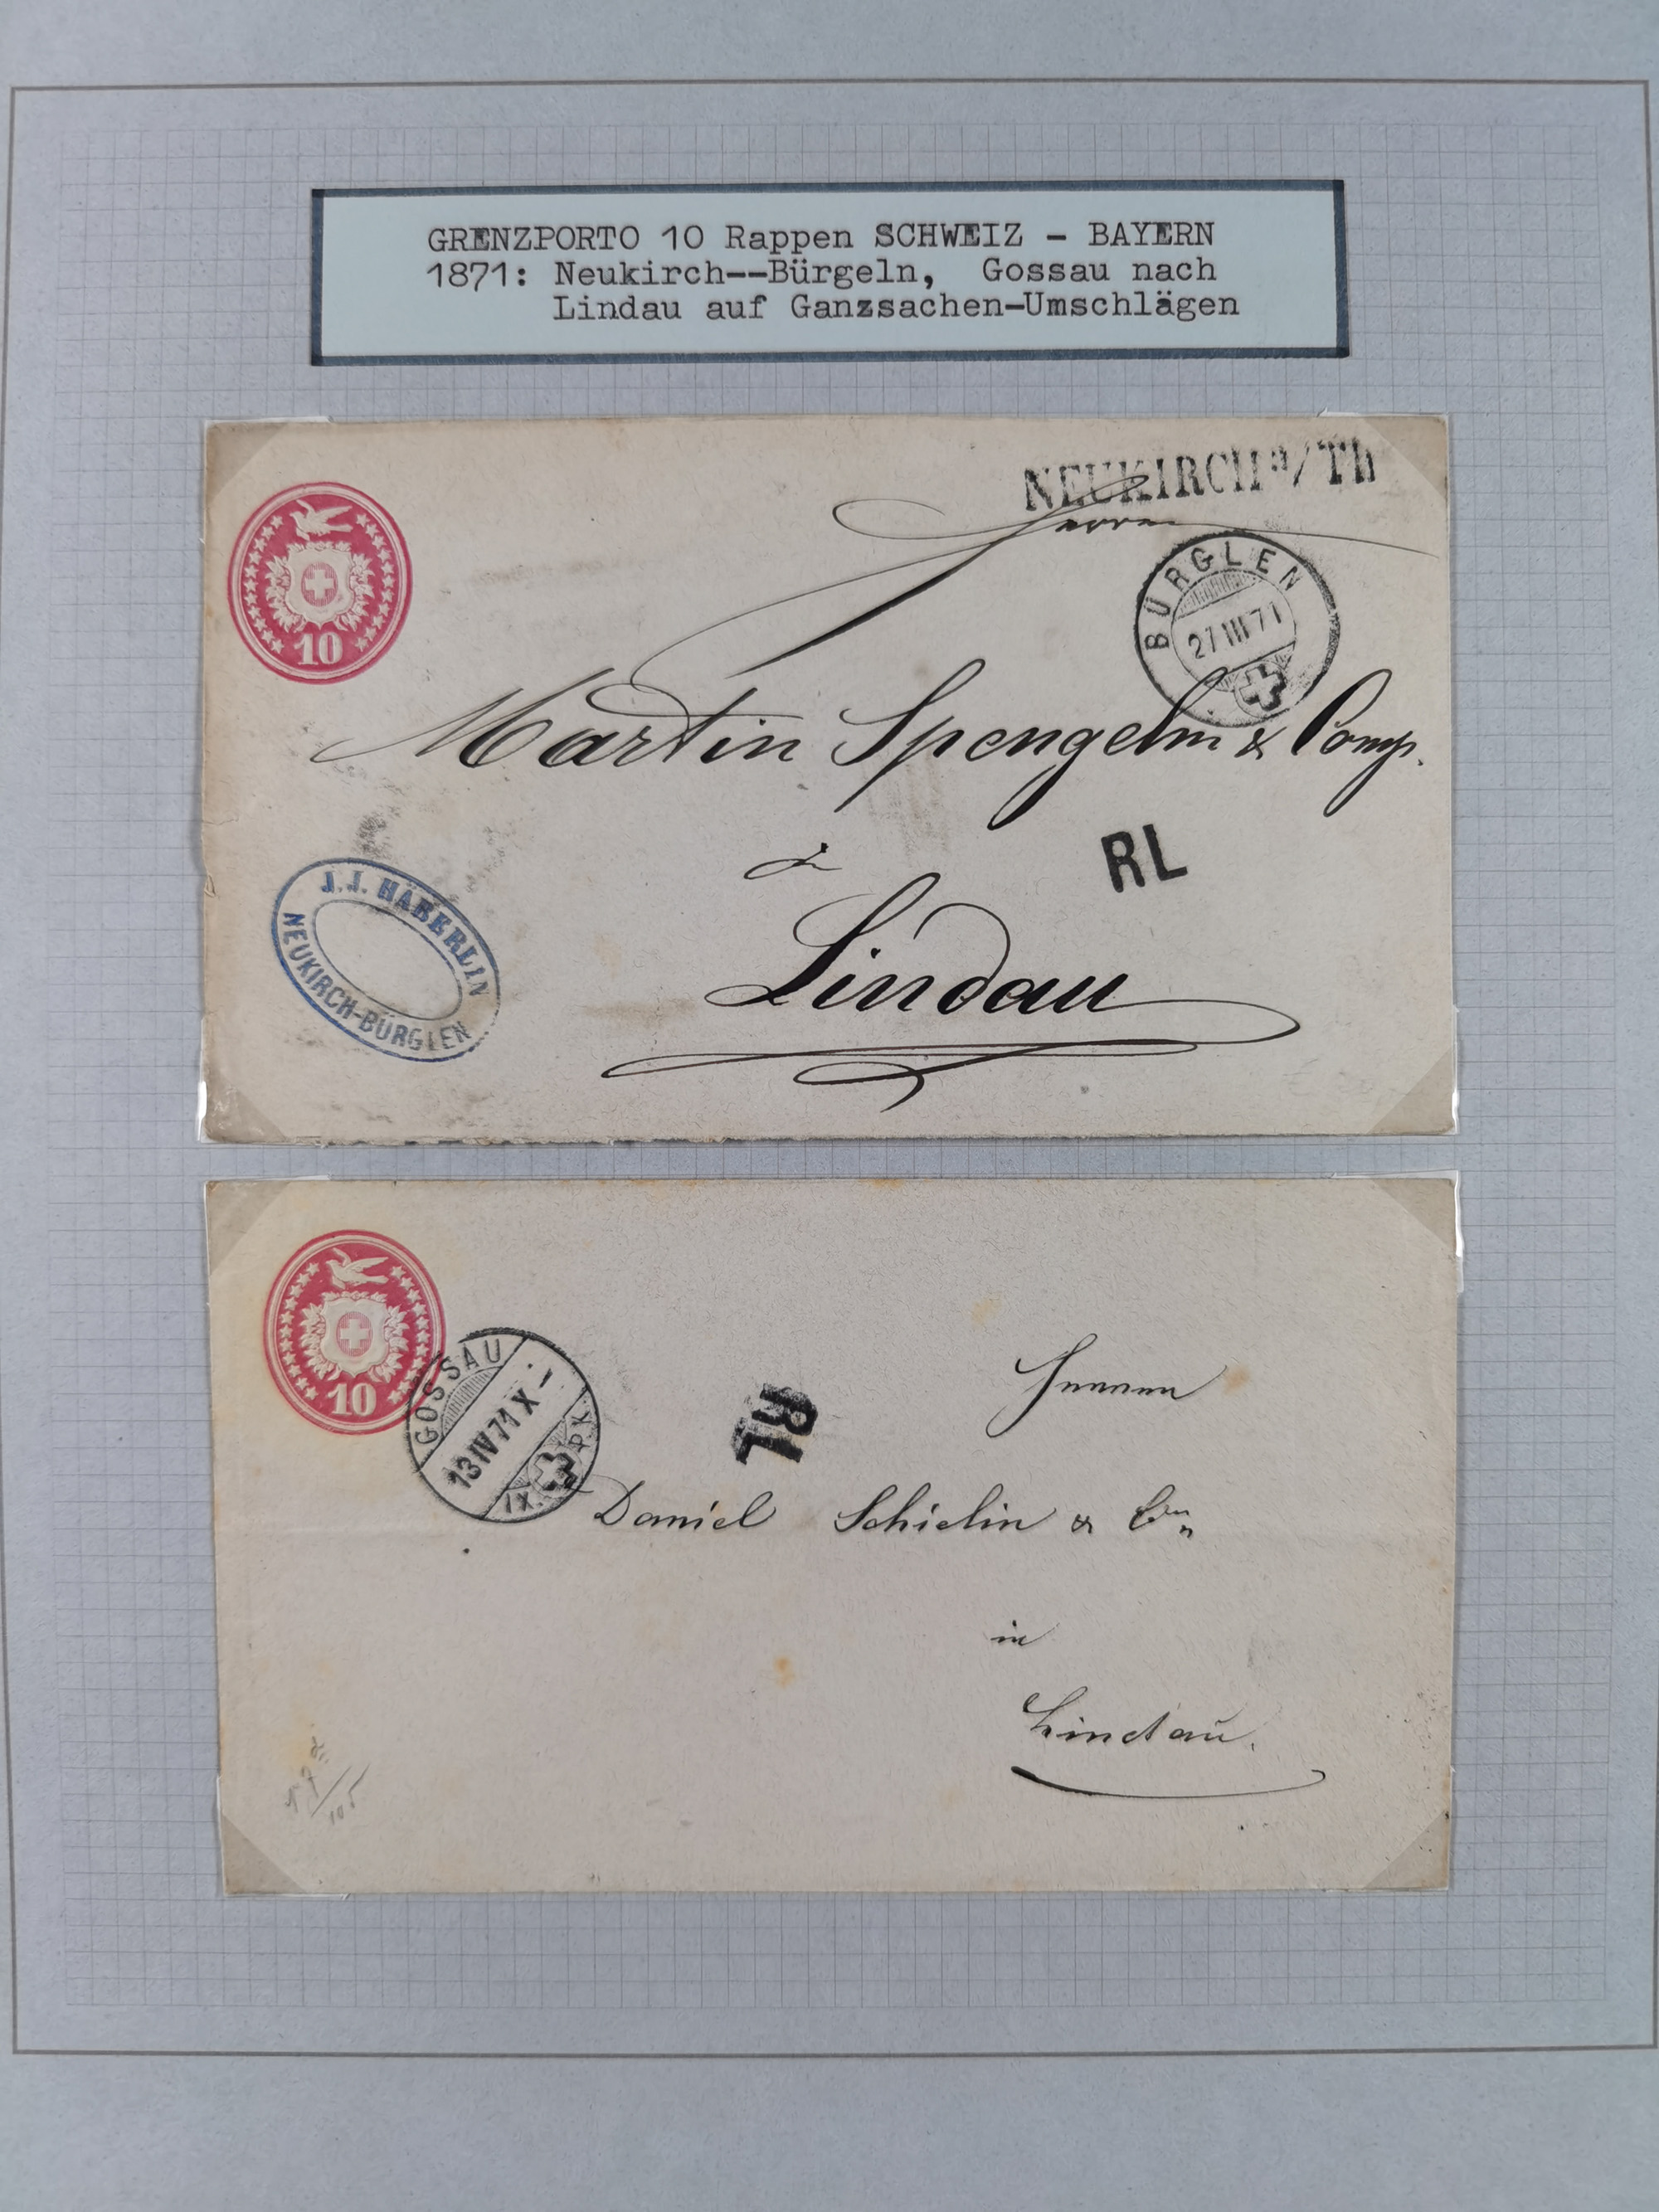 GRENZPORTO 10 Rappen SCHWEIZ - BAYERN
1871: Neukirch--Bürgeln, Gossau nach
Lindau auf Ganzsachen-Umschlägen
NEUKIRCH a/Th
10
Herren
BÜRGLEN
27 III 71
Martin Spengelin & Comp.
RL
in
J.J. HÄBERLIN
NEUKIRCH-BÜRGLEN
Lindau
10
GOSSAU
13 IV 71 X -
RL
Herren
Daniel Schielin & Co
in
Lindau.